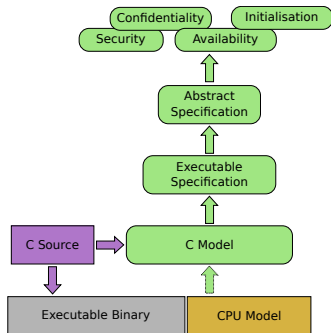 Confidentiality
Initialisation
Security
Availability
Abstract
Specification
Executable
Specification
C Source
C Model
Executable Binary
CPU Model